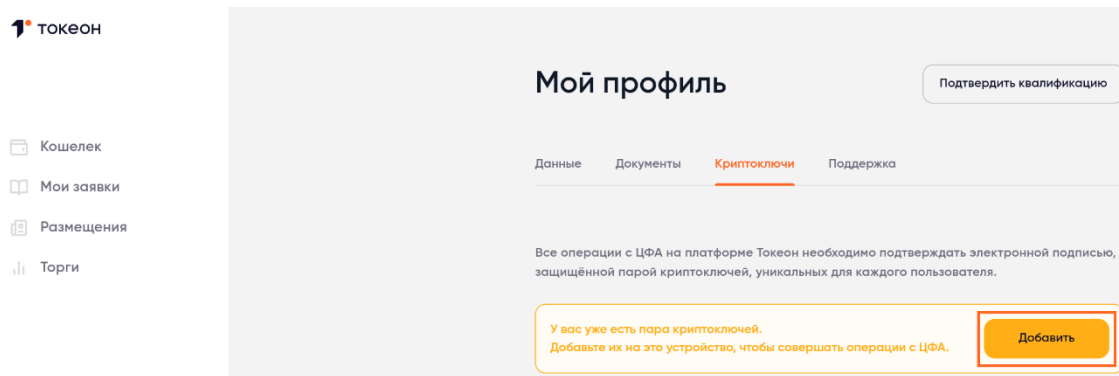 токеон
Мой профиль
Подтвердить квалификацию
Кошелек
Мои заявки
Размещения
Торги
Данные
Документы
Криптоключи
Поддержка
Все операции с ЦФА на платформе Токеон необходимо подтверждать электронной подписью,
защищённой парой криптоключей, уникальных для каждого пользователя.
У вас уже есть пара криптоключей.
Добавьте их на это устройство, чтобы совершать операции с ЦФА.
Добавить